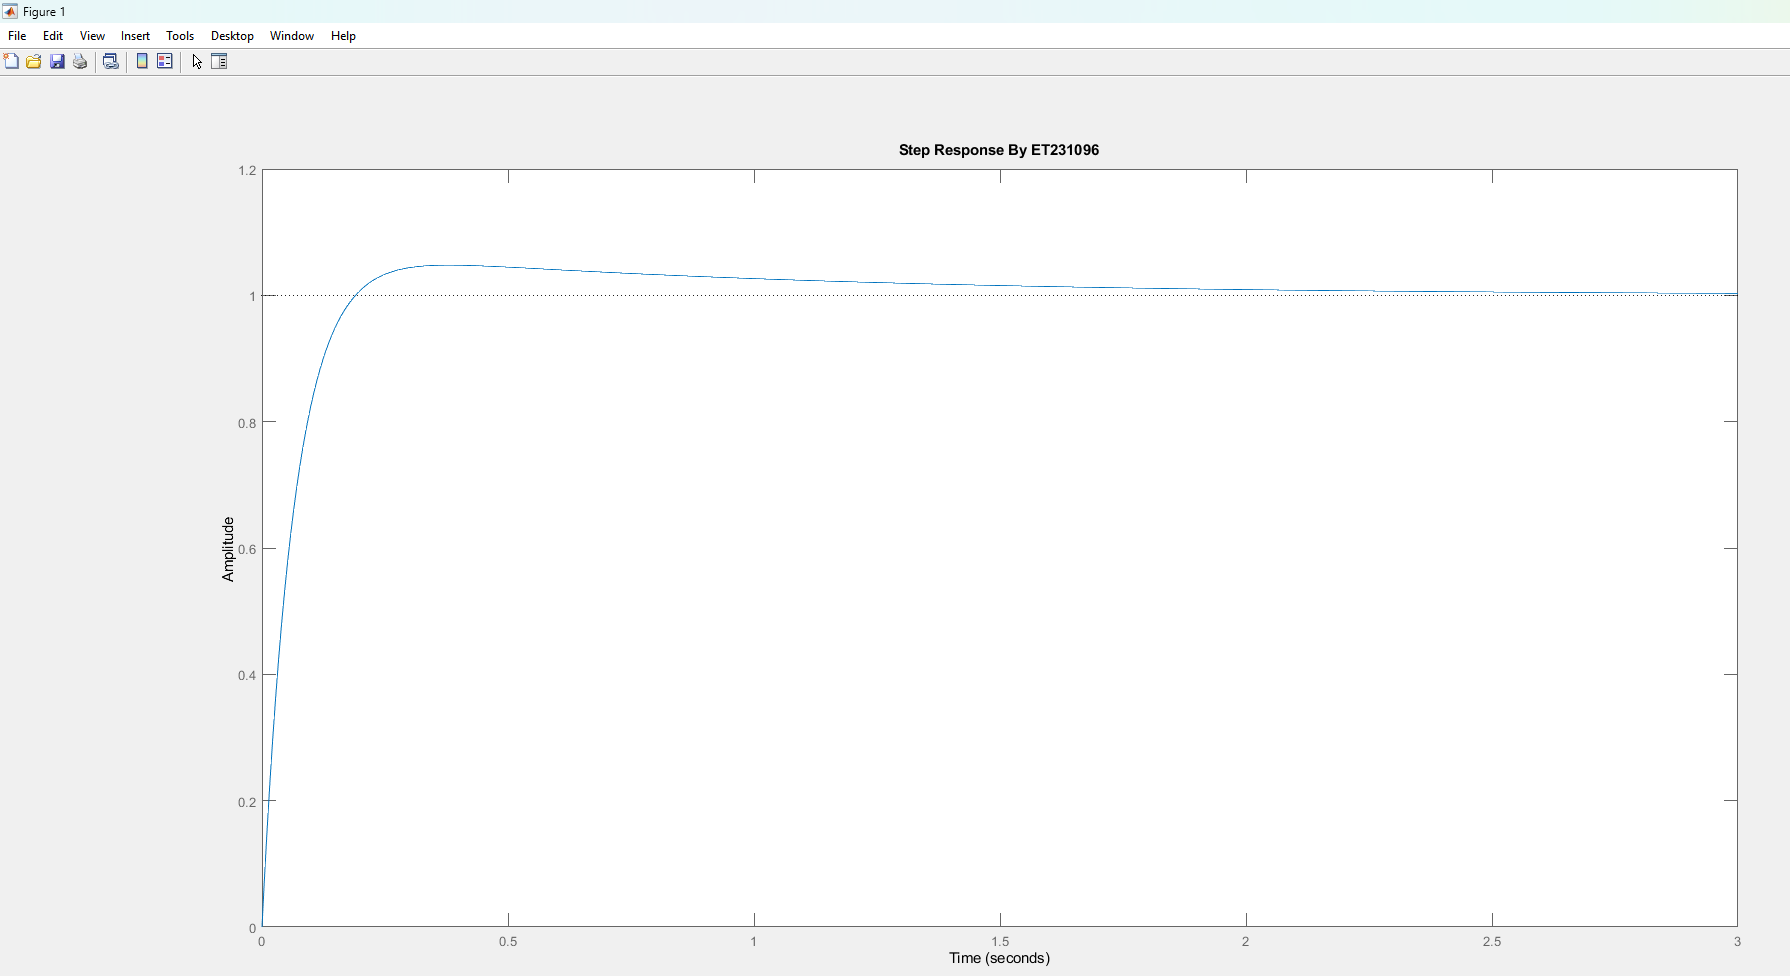 Figure 1
File Edit View Insert Tools Desktop Window Help
Step Response By ET231096
1.2
1
0.8
0.6
0.4
0.2
0
Amplitude
0 0.5 1 1.5 2 2.5 3
Time (seconds)